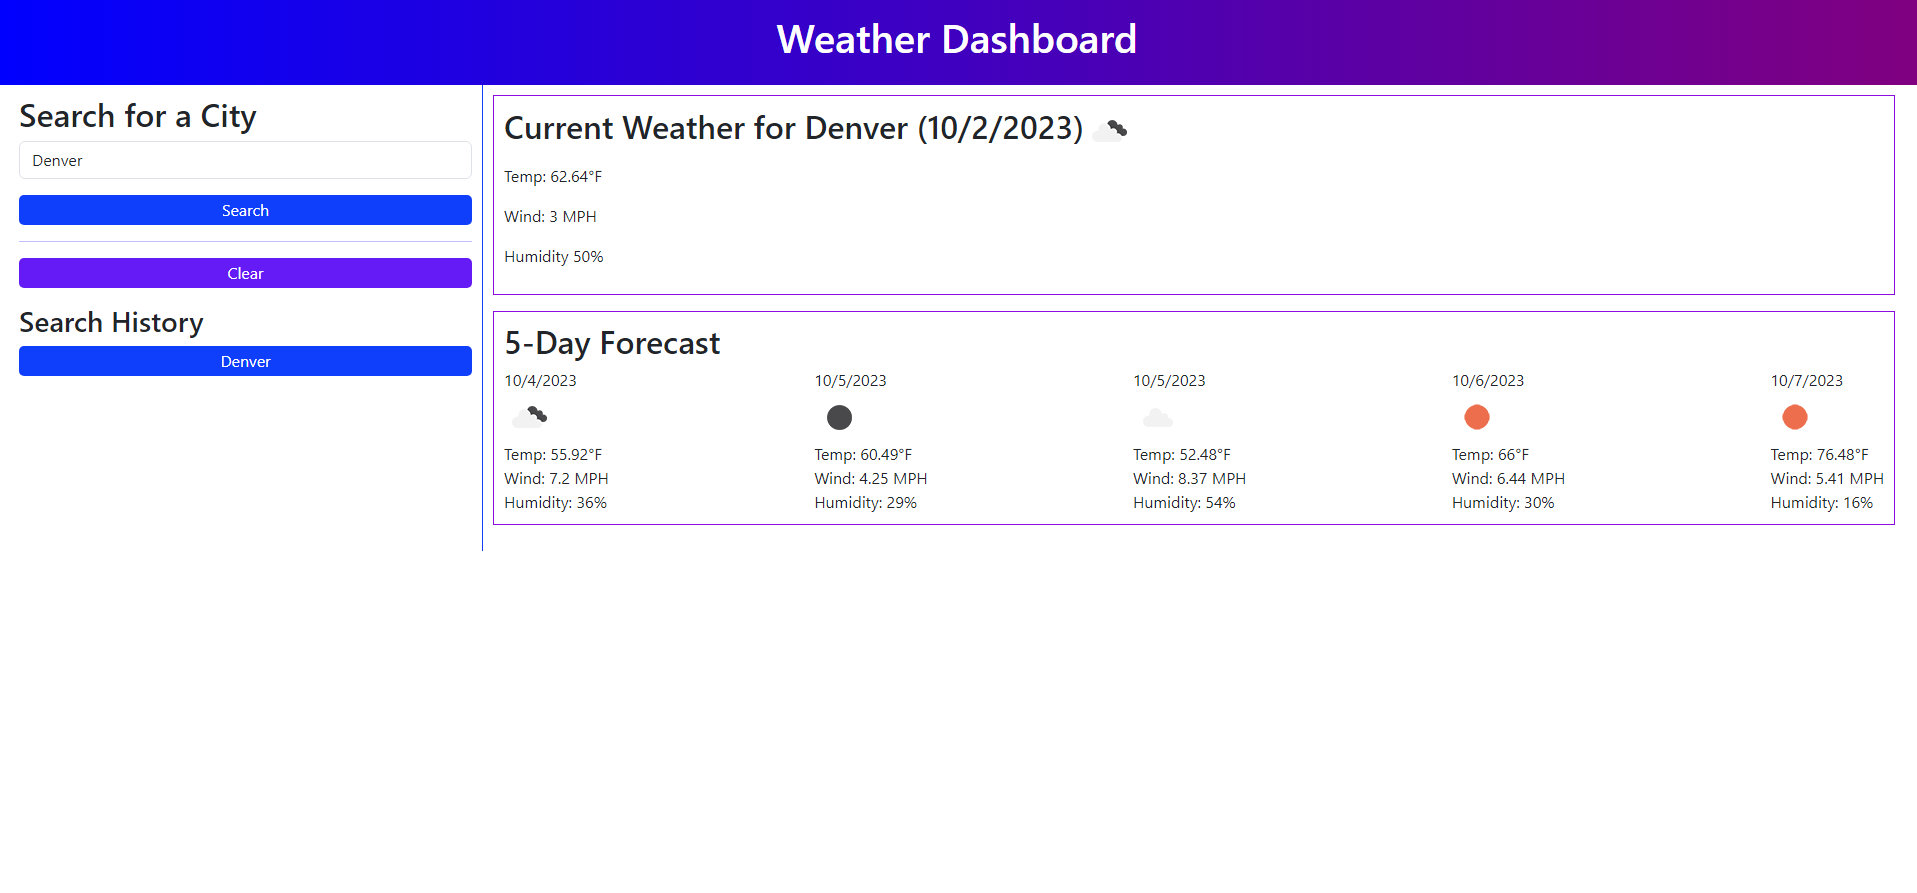 Weather Dashboard
Search for a City
Denver
Search
Clear
Search History
Denver
Current Weather for Denver (10/2/2023)
Temp: 62.64°F
Wind: 3 MPH
Humidity 50%
5-Day Forecast
10/4/2023
Temp: 55.92°F
Wind: 7.2 MPH
Humidity: 36%
10/5/2023
Temp: 60.49°F
Wind: 4.25 MPH
Humidity: 29%
10/5/2023
Temp: 52.48°F
Wind: 8.37 MPH
Humidity: 54%
10/6/2023
Temp: 66°F
Wind: 6.44 MPH
Humidity: 30%
10/7/2023
Temp: 76.48°F
Wind: 5.41 MPH
Humidity: 16%